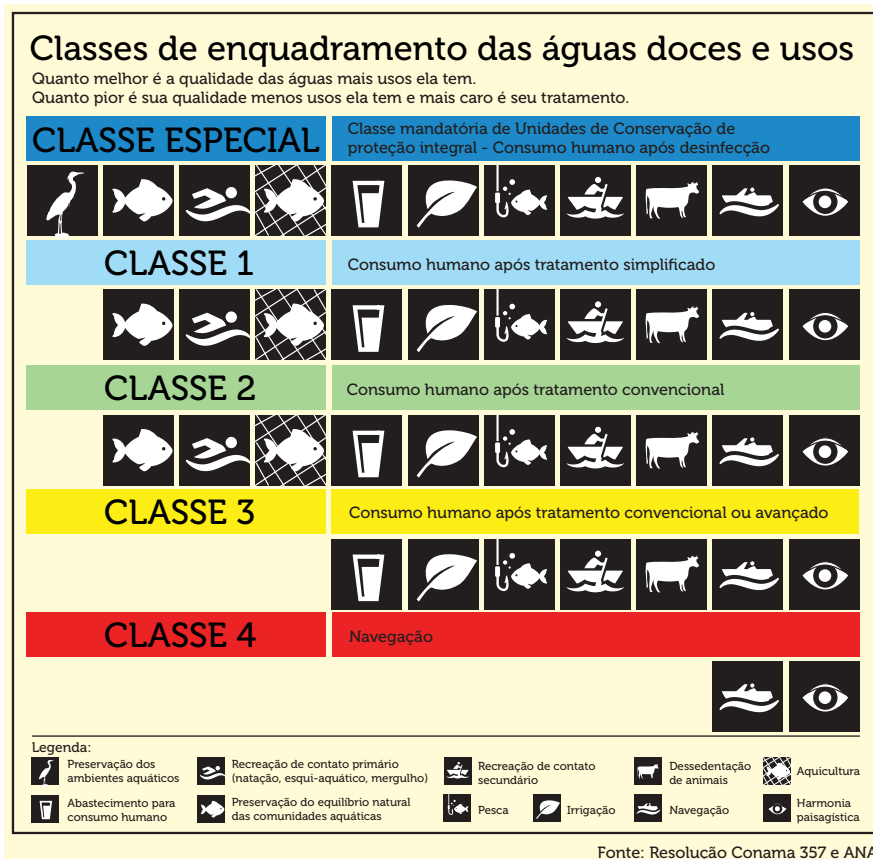 Classes de enquadramento das águas doces e usos
Quanto melhor é a qualidade das águas mais usos ela tem.
Quanto pior é sua qualidade menos usos ela tem e mais caro é seu tratamento.
CLASSE ESPECIAL
Classe mandatória de Unidades de Conservação de
proteção integral - Consumo humano após desinfecção
CLASSE 1
Consumo humano após tratamento simplificado
CLASSE 2
Consumo humano após tratamento convencional
CLASSE 3
Consumo humano após tratamento convencional ou avançado
CLASSE 4
Navegação
Legenda:
Preservação dos
ambientes aquáticos
Recreação de contato primário
(natação, esqui-aquático, mergulho)
Recreação de contato
secundário
Dessedentação
de animais
Aquicultura
Abastecimento para
consumo humano
Preservação do equilíbrio natural
das comunidades aquáticas
Pesca
Irrigação
Navegação
Harmonia
paisagística
Fonte: Resolução Conama 357 e ANA